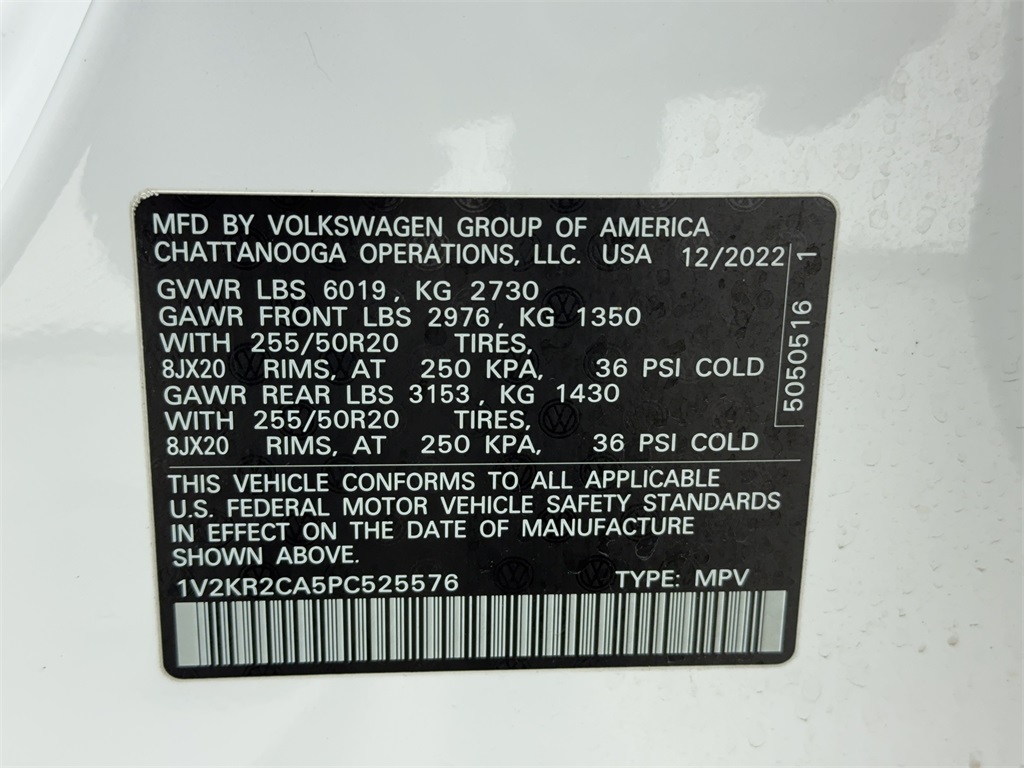 MFD BY VOLKSWAGEN GROUP OF AMERICA
CHATTANOOGA OPERATIONS, LLC. USA 12/2022
GVWR LBS 6019, KG 2730
GAWR FRONT LBS 2976, KG 1350
WITH 255/50R20 TIRES,
8JX20 RIMS, AT 250 KPA, 36 PSI COLD
GAWR REAR LBS 3153, KG 1430
WITH 255/50R20 TIRES,
8JX20 RIMS, AT 250 KPA, 36 PSI COLD
THIS VEHICLE CONFORMS TO ALL APPLICABLE
U.S. FEDERAL MOTOR VEHICLE SAFETY STANDARDS
IN EFFECT ON THE DATE OF MANUFACTURE
SHOWN ABOVE.
1V2KR2CA5PC525576 TYPE: MPV
5050516 1